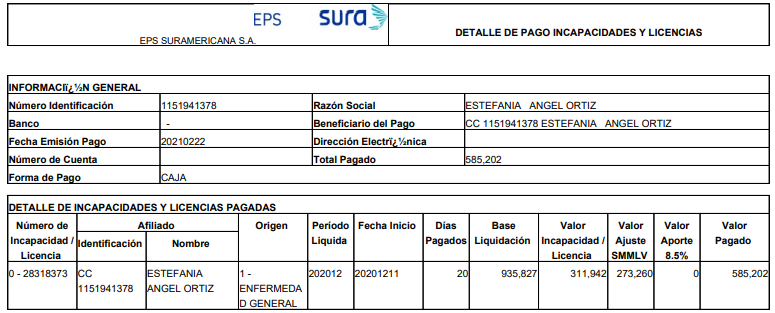 EPS sura
EPS SURAMERICANA S.A.
DETALLE DE PAGO INCAPACIDADES Y LICENCIAS
INFORMACIï¿½N GENERAL
Número Identificación 1151941378 Razón Social ESTEFANIA ANGEL ORTIZ
Banco - Beneficiario del Pago CC 1151941378 ESTEFANIA ANGEL ORTIZ
Fecha Emisión Pago 20210222 Dirección Electrï¿½nica
Número de Cuenta Total Pagado 585,202
Forma de Pago CAJA
DETALLE DE INCAPACIDADES Y LICENCIAS PAGADAS
Número de Afiliado Origen Período Fecha Inicio Días Base Valor Valor Valor Valor
Incapacidad / Identificación Nombre Liquida Pagados Liquidación Incapacidad / Ajuste Aporte Pagado
Licencia Licencia SMMLV 8.5%
0 - 28318373 CC ESTEFANIA 1 - 202012 20201211 20 935,827 311,942 273,260 0 585,202
1151941378 ANGEL ORTIZ ENFERMEDA
D GENERAL